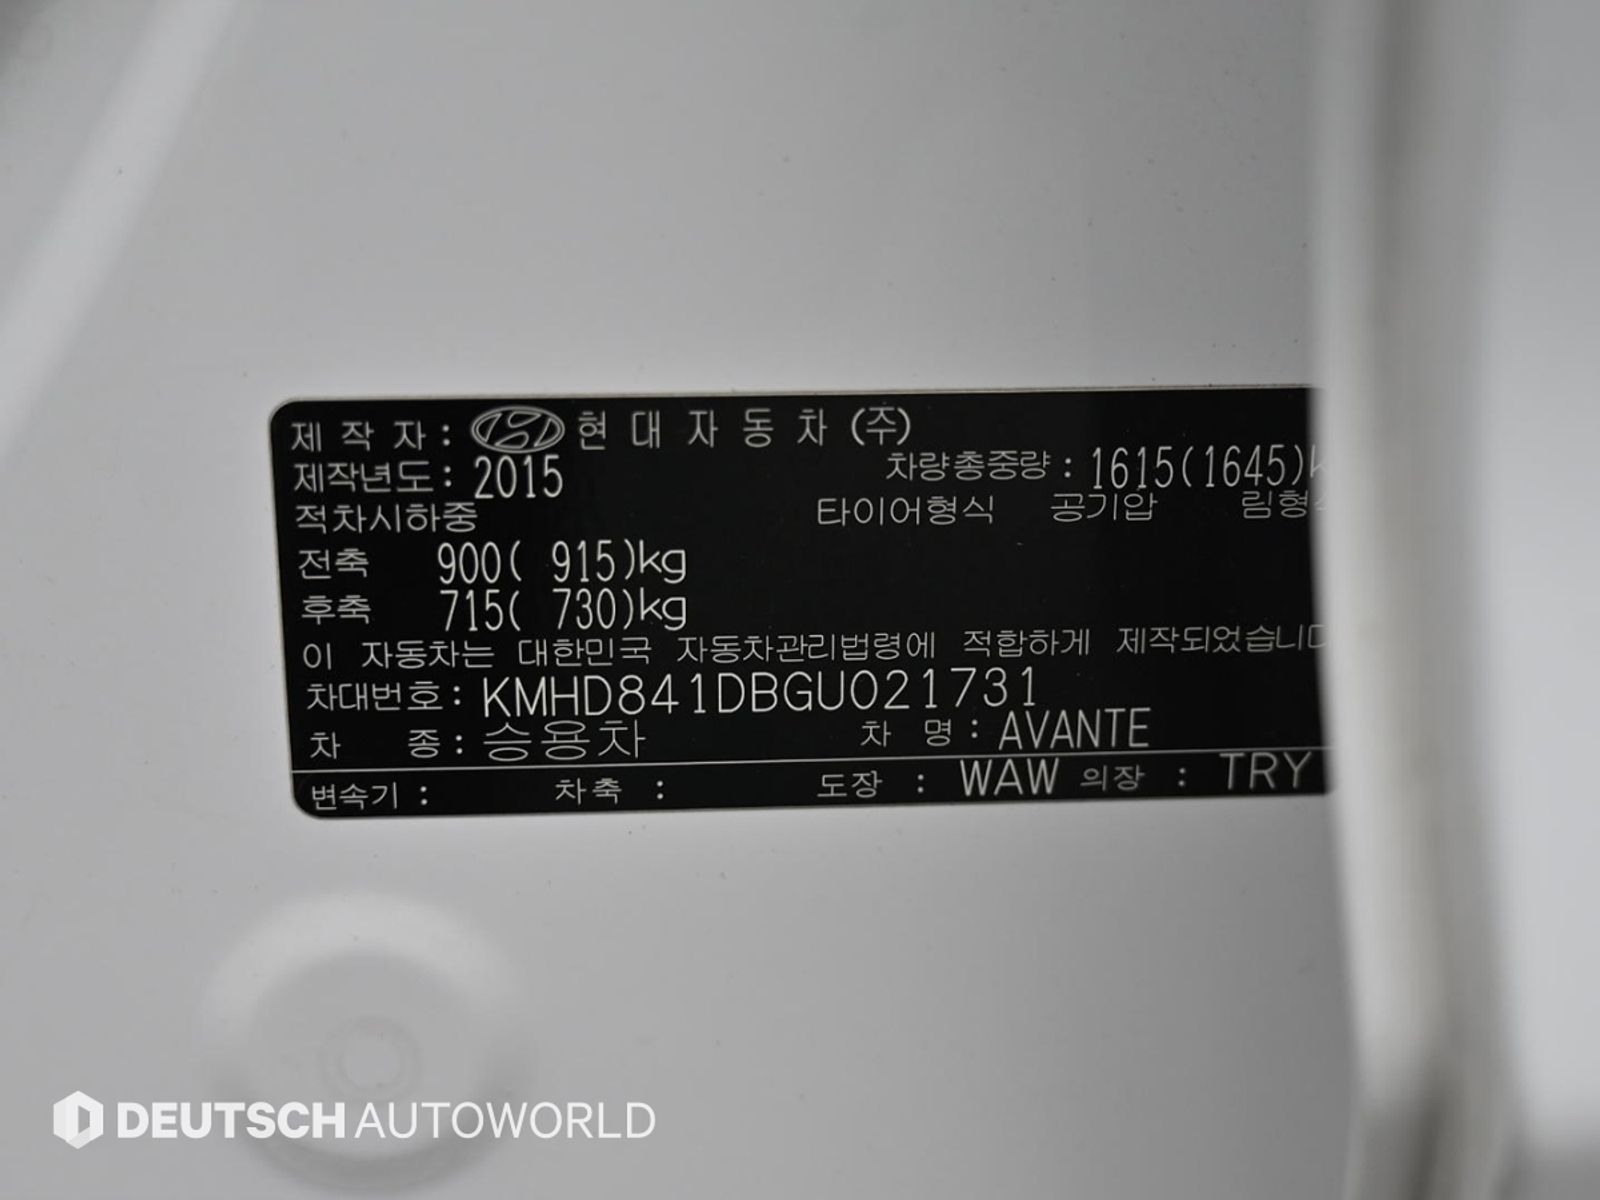 제 작 자 : 현 대 자 동 차 (주)
제작년도 : 2015 차량총중량 : 1615(1645)k
적차시하중 타이어형식 공기압 림형식
전축 900( 915)kg
후축 715( 730)kg
이 자동차는 대한민국 자동차관리법령에 적합하게 제작되었습니다
차대번호 : KMHD841DBGU021731
차 종 : 승용차 차 명 : AVANTE
변속기 : 차축 : 도장 : WAW 의장 : TRY
DEUTSCH AUTOWORLD